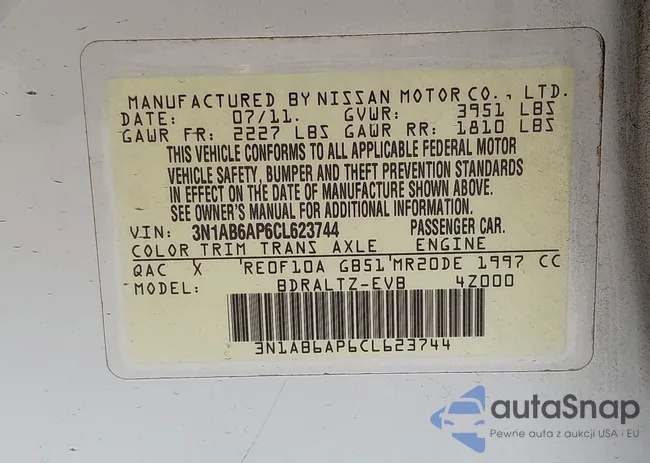 MANUFACTURED BY NISSAN MOTOR CO., LTD.
DATE: 07/11. GVWR: 3951 LBS
GAWR FR: 2227 LBS GAWR RR: 1810 LBS
THIS VEHICLE CONFORMS TO ALL APPLICABLE FEDERAL MOTOR
VEHICLE SAFETY, BUMPER AND THEFT PREVENTION STANDARDS
IN EFFECT ON THE DATE OF MANUFACTURE SHOWN ABOVE.
SEE OWNER'S MANUAL FOR ADDITIONAL INFORMATION.
VIN: 3N1AB6AP6CL623744 PASSENGER CAR.
COLOR TRIM TRANS AXLE ENGINE
QAC X RE0F10A GB51 MR20DE 1997 CC
MODEL: BDRALTZ-EVB 4Z000
3N1AB6AP6CL623744
autaSnap
Pewne auta z aukcji USA i EU